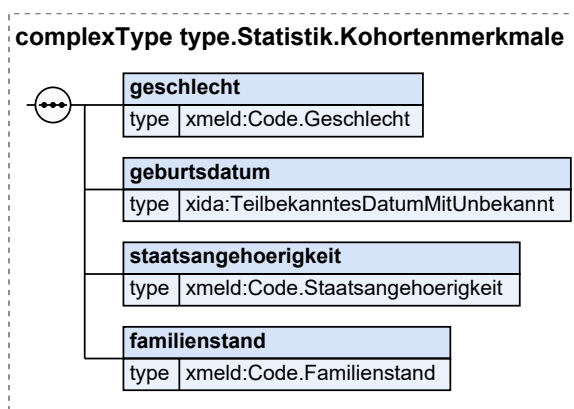 complexType type.Statistik.Kohortenmerkmale
geschlecht
type xmeld:Code.Geschlecht
geburtsdatum
type xida:TeilbekanntesDatumMitUnbekannt
staatsangehoerigkeit
type xmeld:Code.Staatsangehoerigkeit
familienstand
type xmeld:Code.Familienstand